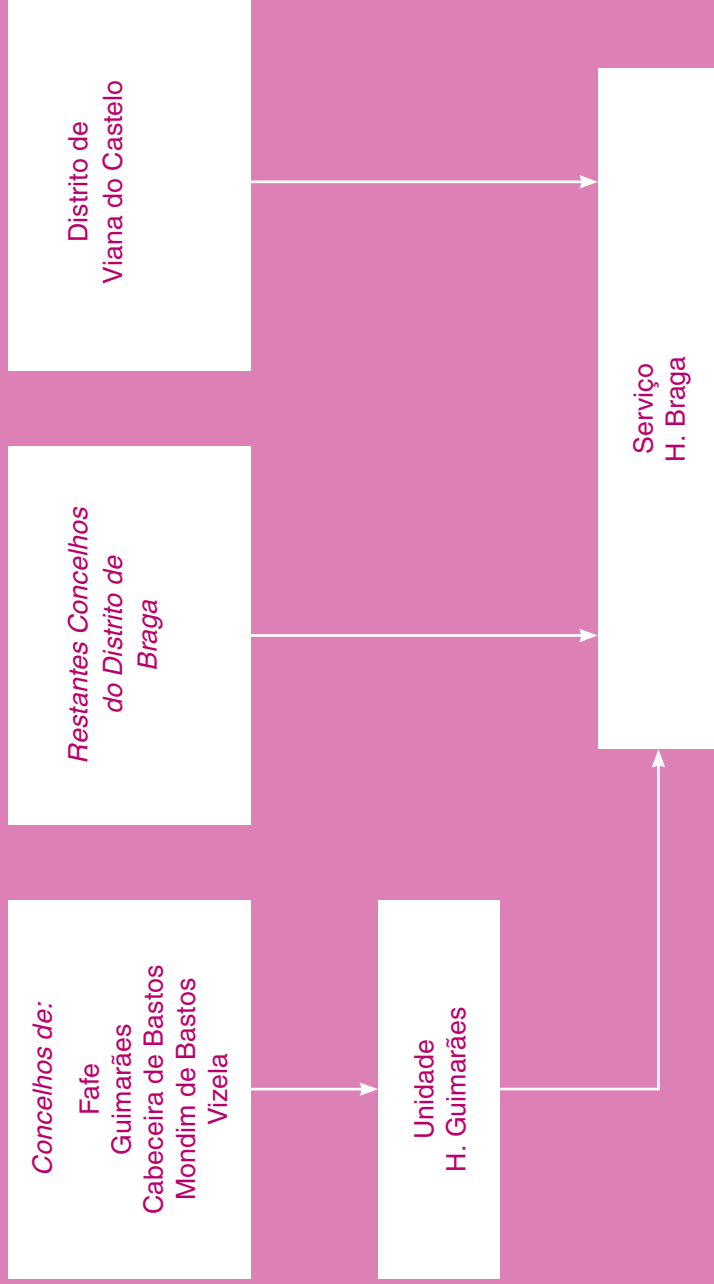 Concelhos de:
Fafe
Guimarães
Cabeceira de Bastos
Mondim de Bastos
Vizela
Restantes Concelhos
do Distrito de
Braga
Distrito de
Viana do Castelo
Unidade
H. Guimarães
Serviço
H. Braga